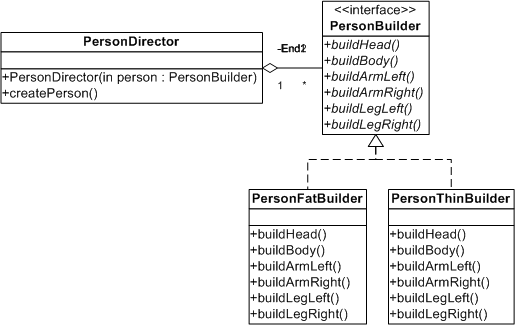 <<interface>>
PersonBuilder
+buildHead()
+buildBody()
+buildArmLeft()
+buildArmRight()
+buildLegLeft()
+buildLegRight()
PersonDirector
+PersonDirector(in person : PersonBuilder)
+createPerson()
1
*
PersonFatBuilder
+buildHead()
+buildBody()
+buildArmLeft()
+buildArmRight()
+buildLegLeft()
+buildLegRight()
PersonThinBuilder
+buildHead()
+buildBody()
+buildArmLeft()
+buildArmRight()
+buildLegLeft()
+buildLegRight()